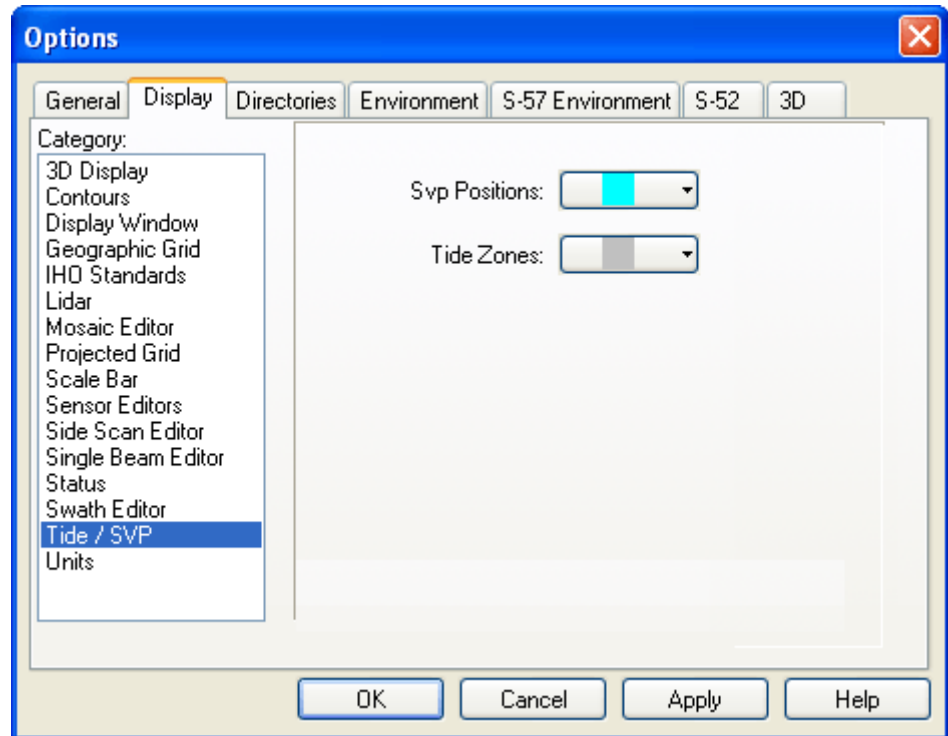 Options
General Display Directories Environment S-57 Environment S-52 3D
Category:
3D Display
Contours
Display Window
Geographic Grid
IHO Standards
Lidar
Mosaic Editor
Projected Grid
Scale Bar
Sensor Editors
Side Scan Editor
Single Beam Editor
Status
Swath Editor
Tide / SVP
Units
Svp Positions:
Tide Zones:
OK Cancel Apply Help